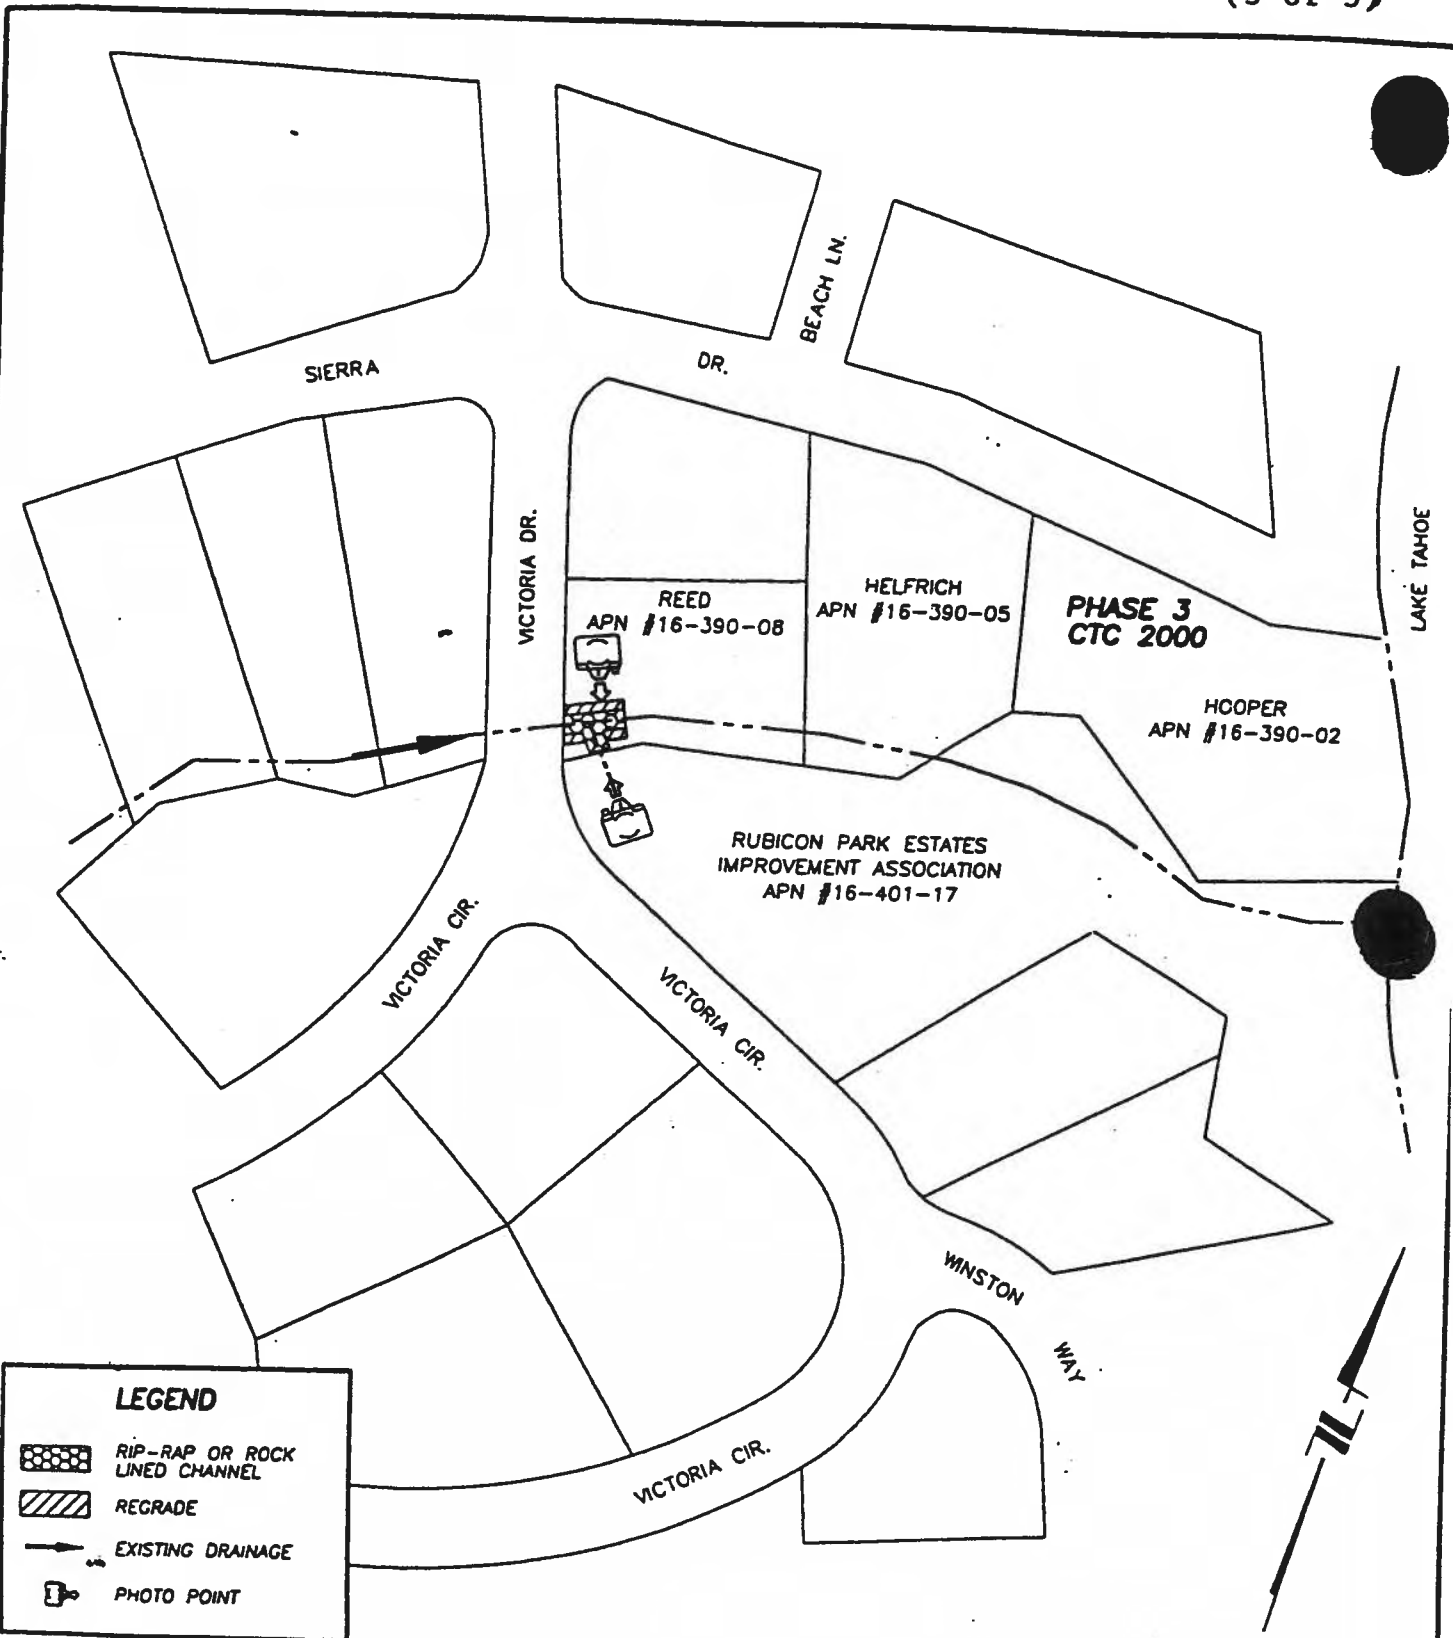 SIERRA
DR.
BEACH LN.
VICTORIA DR.
LAKE TAHOE
REED
APN #16-390-08
HELFRICH
APN #16-390-05
PHASE 3
CTC 2000
HOOPER
APN #16-390-02
RUBICON PARK ESTATES
IMPROVEMENT ASSOCIATION
APN #16-401-17
VICTORIA CIR.
VICTORIA CIR.
WINSTON
WAY
VICTORIA CIR.
LEGEND
RIP-RAP OR ROCK
LINED CHANNEL
REGRADE
EXISTING DRAINAGE
PHOTO POINT